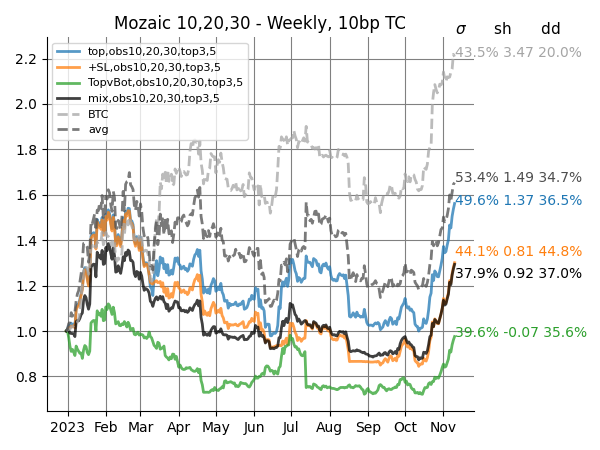 Mozaic 10,20,30 - Weekly, 10bp TC
σ sh dd
top,obs10,20,30,top3,5
+SL,obs10,20,30,top3,5
TopvBot,obs10,20,30,top3,5
mix,obs10,20,30,top3,5
BTC
avg
43.5% 3.47 20.0%
53.4% 1.49 34.7%
49.6% 1.37 36.5%
44.1% 0.81 44.8%
37.9% 0.92 37.0%
39.6% -0.07 35.6%
2.2
2.0
1.8
1.6
1.4
1.2
1.0
0.8
2023 Feb Mar Apr May Jun Jul Aug Sep Oct Nov